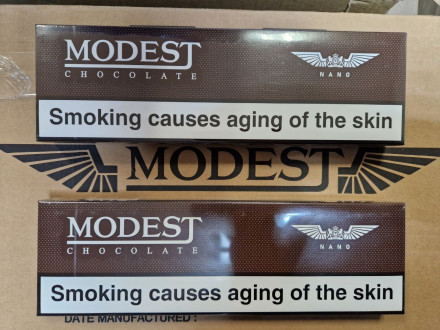 MODEST
CHOCOLATE
NANO
Smoking causes aging of the skin
MODEST
MODEST
CHOCOLATE
NANO
Smoking causes aging of the skin
DATE MANUFACTURED :